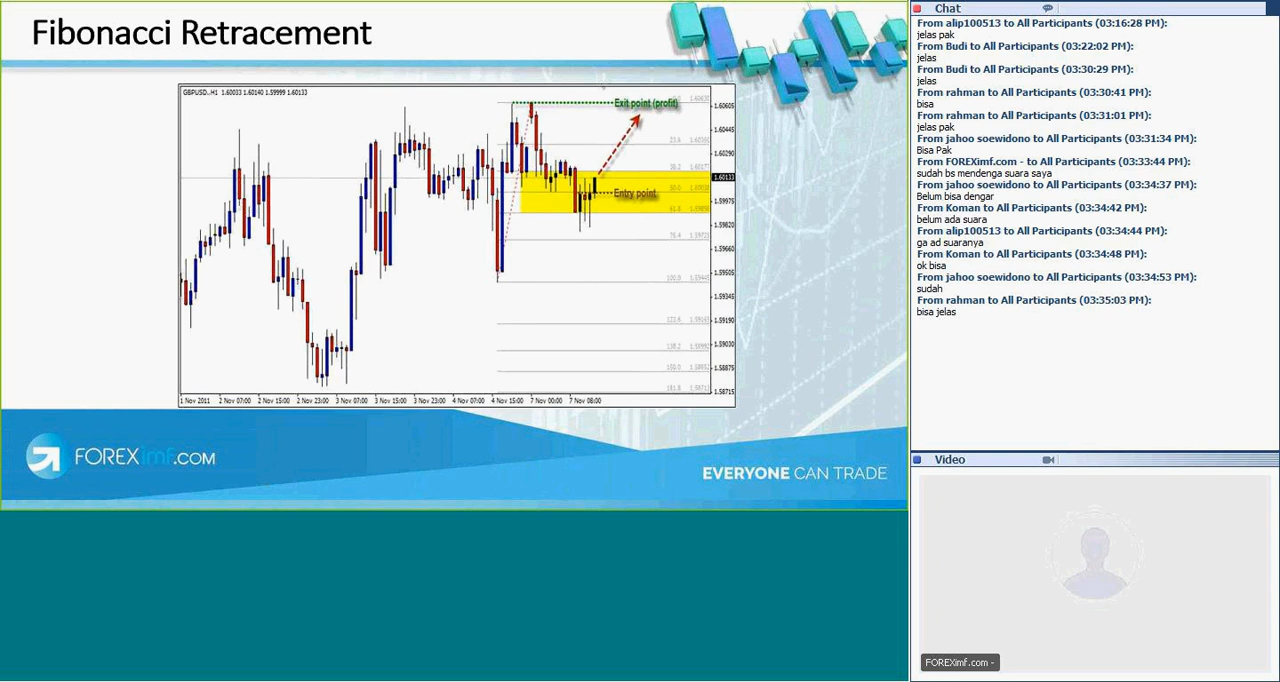 Fibonacci Retracement
GBPUSD.,H1 1.60033 1.60140 1.59999 1.60133
Exit point (profit)
Entry point
1.60605
1.60445
1.60290
1.60133
1.59975
1.59820
1.59660
1.59505
1.59345
1.59190
1.59030
1.58875
1.58715
23.6
38.2
50.0
61.8
76.4
100.0
1 Nov 2011 2 Nov 07:00 2 Nov 15:00 2 Nov 23:00 3 Nov 07:00 3 Nov 15:00 3 Nov 23:00 4 Nov 07:00 4 Nov 15:00 7 Nov 00:00 7 Nov 08:00
FOREXimf.COM
EVERYONE CAN TRADE
Chat
From alip100513 to All Participants (03:16:28 PM):
jelas pak
From Budi to All Participants (03:22:02 PM):
jelas
From Budi to All Participants (03:30:29 PM):
jelas
From rahman to All Participants (03:30:41 PM):
bisa
From rahman to All Participants (03:31:01 PM):
jelas pak
From jahoo soewidono to All Participants (03:31:34 PM):
Bisa Pak
From FOREXimf.com - to All Participants (03:33:44 PM):
sudah bs mendenga suara saya
From jahoo soewidono to All Participants (03:34:37 PM):
Belum bisa dengar
From Koman to All Participants (03:34:42 PM):
belum ada suara
From alip100513 to All Participants (03:34:44 PM):
ga ad suaranya
From Koman to All Participants (03:34:48 PM):
ok bisa
From jahoo soewidono to All Participants (03:34:53 PM):
sudah
From rahman to All Participants (03:35:03 PM):
bisa jelas
Video
FOREXimf.com -